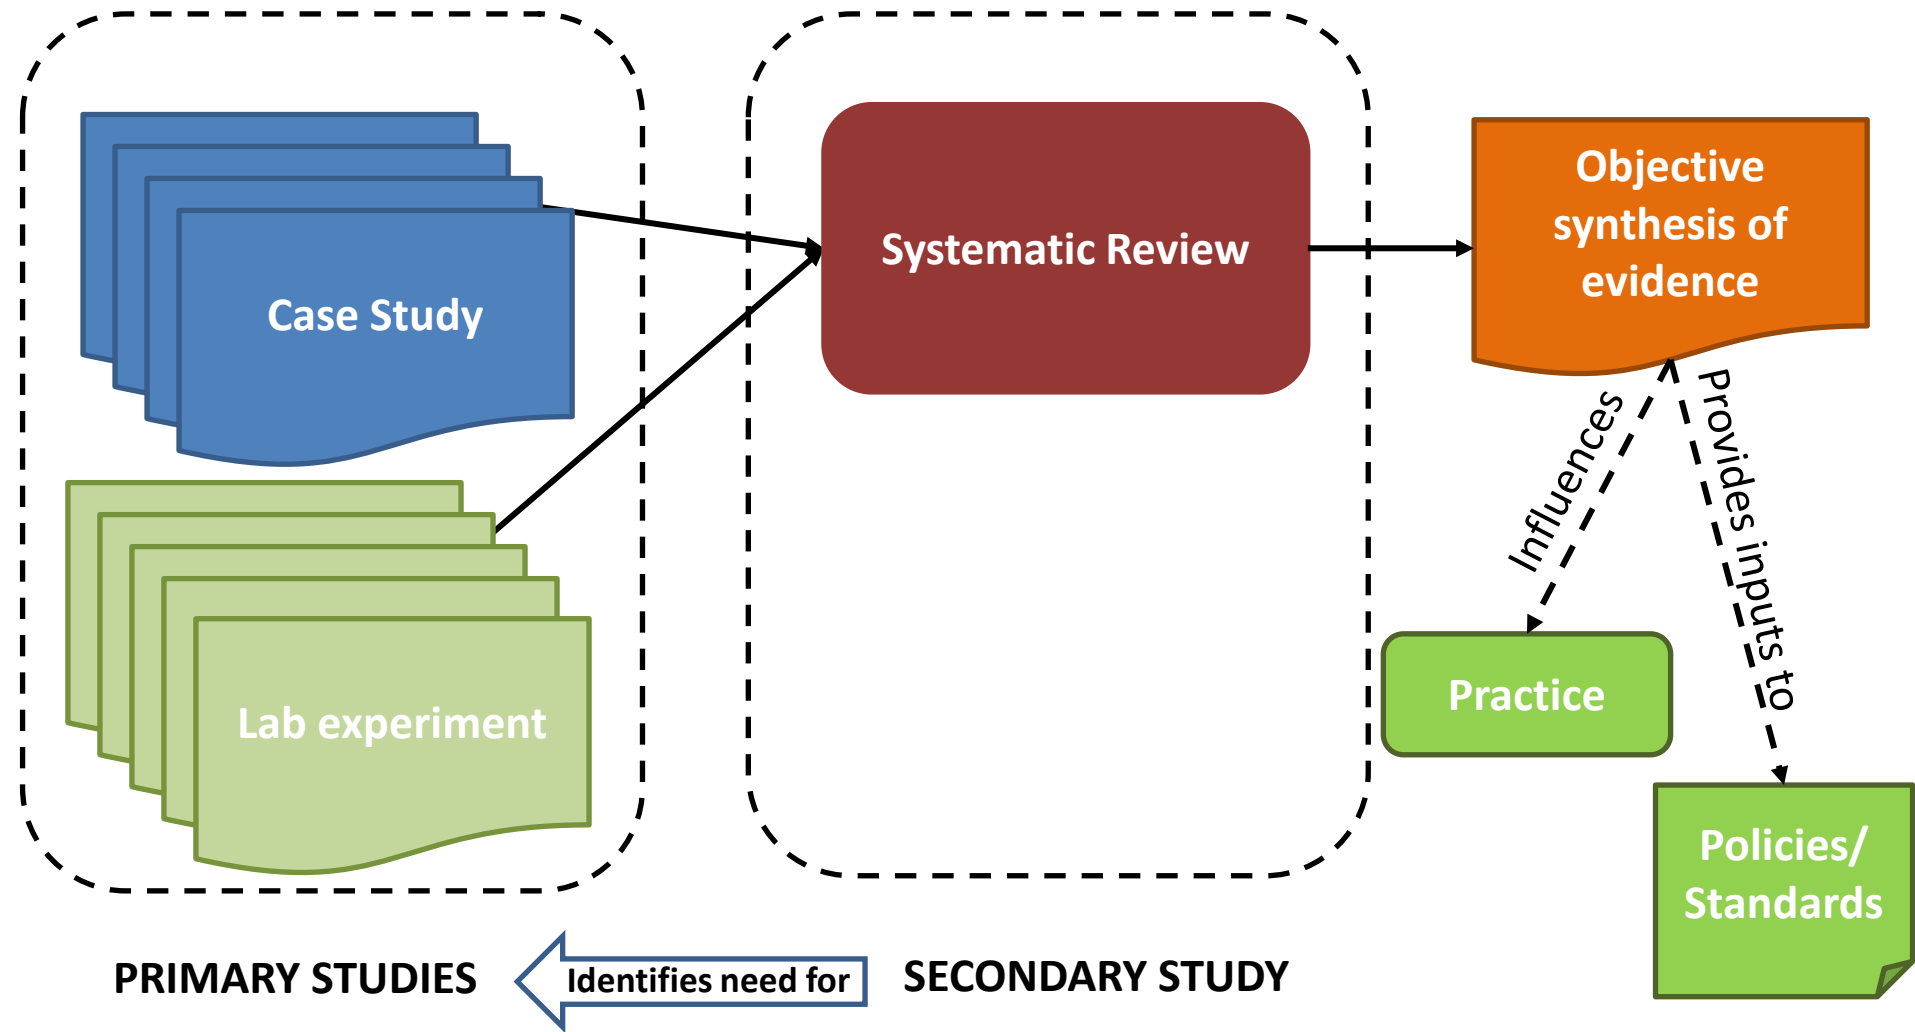 Case Study
Lab experiment
Systematic Review
Objective
synthesis of
evidence
Influences
Provides inputs to
Practice
Policies/
Standards
PRIMARY STUDIES
Identifies need for
SECONDARY STUDY